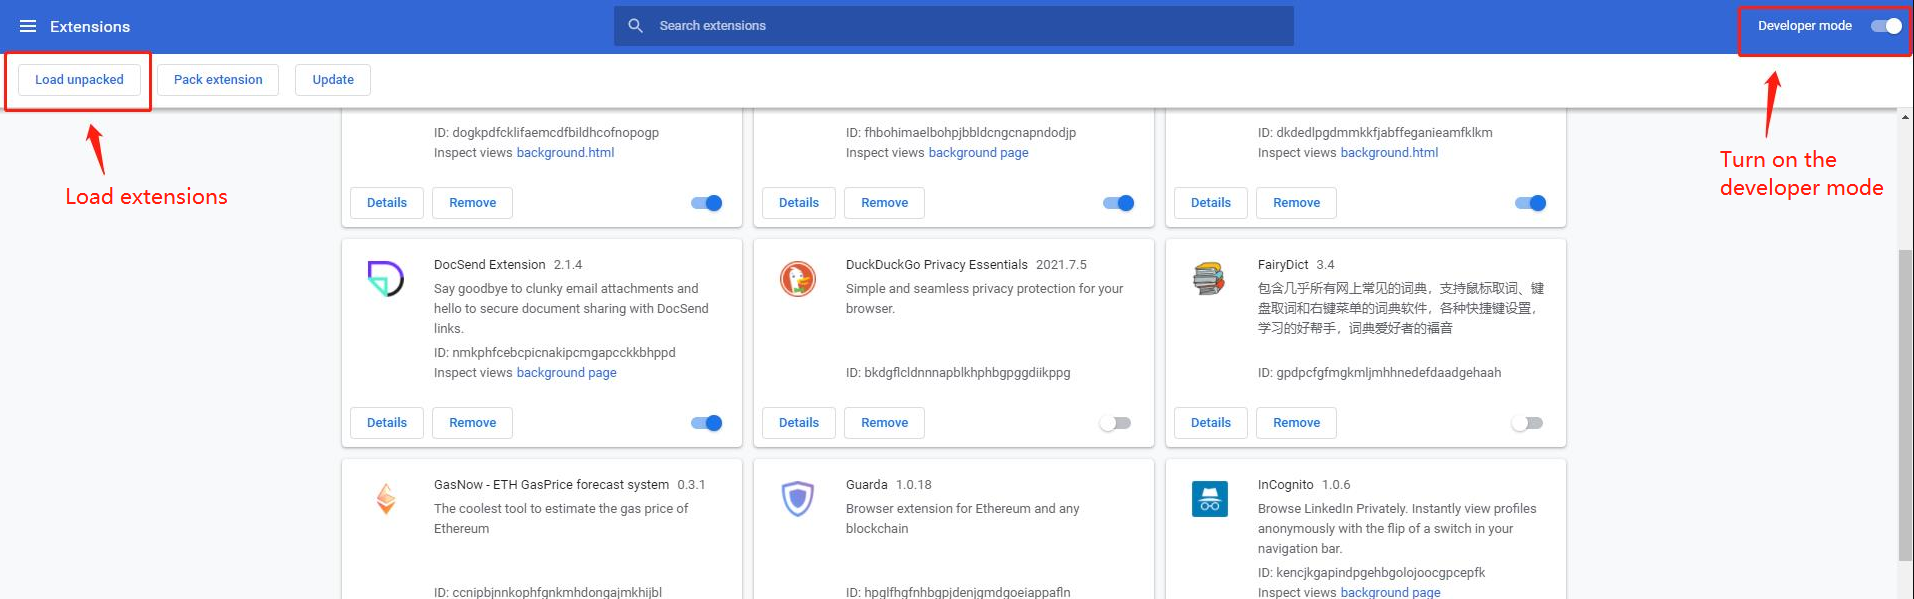 Extensions
Search extensions
Developer mode
Load unpacked
Pack extension
Update
Load extensions
Turn on the
developer mode
ID: dogkpdfcklifaemcdfbildhcofnopogp
Inspect views background.html
Details
Remove
ID: fhbohimaelbohpjbbldcngcnapndodjp
Inspect views background page
Details
Remove
ID: dkdedlpgdmmkkfjabffeganieamfklkm
Inspect views background.html
Details
Remove
DocSend Extension 2.1.4
Say goodbye to clunky email attachments and
hello to secure document sharing with DocSend
links.
ID: nmkphfcebcpicnakipcmgapcckkbhppd
Inspect views background page
Details
Remove
DuckDuckGo Privacy Essentials 2021.7.5
Simple and seamless privacy protection for your
browser.
ID: bkdgflcldnnnapblkhphbgpggdiikppg
Details
Remove
FairyDict 3.4
包含几乎所有网上常见的词典，支持鼠标取词、键
盘取词和右键菜单的词典软件，各种快捷键设置，
学习的好帮手，词典爱好者的福音
ID: gpdpcfgfmgkmljmhhnedefdaadgehaah
Details
Remove
GasNow - ETH GasPrice forecast system 0.3.1
The coolest tool to estimate the gas price of
Ethereum
ID: ccnipbjnnkophfgnkmhdongajmkhijbl
Guarda 1.0.18
Browser extension for Ethereum and any
blockchain
ID: hpglfhgfnhbgpjdenjgmdgoeiappafln
InCognito 1.0.6
Browse LinkedIn Privately. Instantly view profiles
anonymously with the flip of a switch in your
navigation bar.
ID: kencjkgapindpgehbgolojoocgpcepfk
Inspect views background page